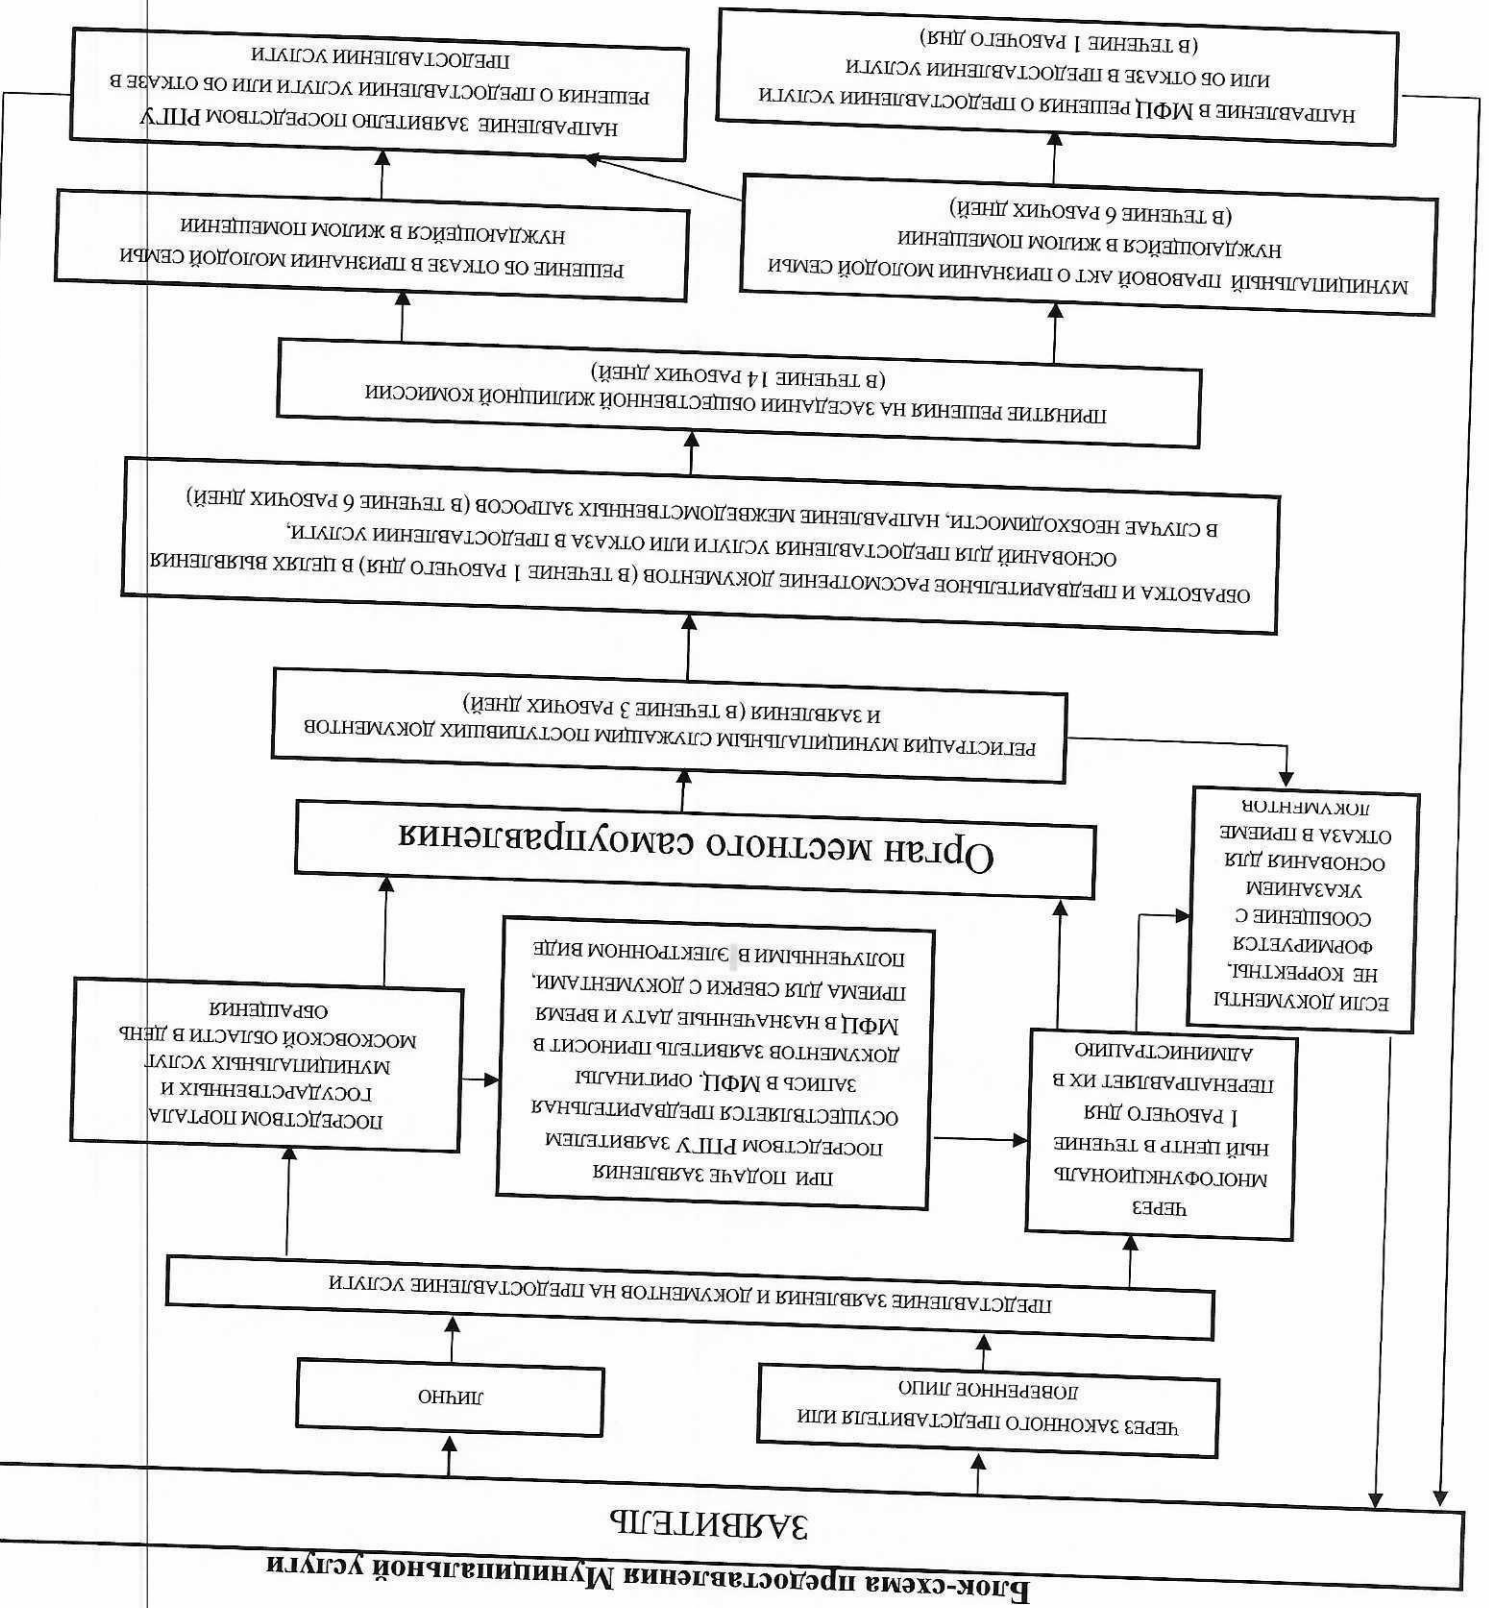 Блок-схема предоставления Муниципальной услуги
ЗАЯВИТЕЛЬ
ЧЕРЕЗ ЗАКОННОГО ПРЕДСТАВИТЕЛЯ ИЛИ
ДОВЕРЕННОЕ ЛИЦО
ЛИЧНО
ПРЕДСТАВЛЕНИЕ ЗАЯВЛЕНИЯ И ДОКУМЕНТОВ НА ПРЕДОСТАВЛЕНИЕ УСЛУГИ
ЧЕРЕЗ
МНОГОФУНКЦИОНАЛЬ
НЫЙ ЦЕНТР В ТЕЧЕНИЕ
1 РАБОЧЕГО ДНЯ
ПЕРЕНАПРАВЛЯЕТ ИХ В
АДМИНИСТРАЦИЮ
ПРИ ПОДАЧЕ ЗАЯВЛЕНИЯ
ПОСРЕДСТВОМ РПГУ ЗАЯВИТЕЛЕМ
ОСУЩЕСТВЛЯЕТСЯ ПРЕДВАРИТЕЛЬНАЯ
ЗАПИСЬ В МФЦ. ОРИГИНАЛЫ
ДОКУМЕНТОВ ЗАЯВИТЕЛЬ ПРИНОСИТ В
МФЦ В НАЗНАЧЕННЫЕ ДАТУ И ВРЕМЯ
ПРИЕМА ДЛЯ СВЕРКИ С ДОКУМЕНТАМИ,
ПОЛУЧЕННЫМИ В ЭЛЕКТРОННОМ ВИДЕ
ПОСРЕДСТВОМ ПОРТАЛА
ГОСУДАРСТВЕННЫХ И
МУНИЦИПАЛЬНЫХ УСЛУГ
МОСКОВСКОЙ ОБЛАСТИ В ДЕНЬ
ОБРАЩЕНИЯ
ЕСЛИ ДОКУМЕНТЫ
НЕ КОРРЕКТНЫ,
ФОРМИРУЕТСЯ
СООБЩЕНИЕ С
УКАЗАНИЕМ
ОСНОВАНИЯ ДЛЯ
ОТКАЗА В ПРИЕМЕ
ДОКУМЕНТОВ
Орган местного самоуправления
РЕГИСТРАЦИЯ МУНИЦИПАЛЬНЫМ СЛУЖАЩИМ ПОСТУПИВШИХ ДОКУМЕНТОВ
И ЗАЯВЛЕНИЯ (В ТЕЧЕНИЕ 3 РАБОЧИХ ДНЕЙ)
ОБРАБОТКА И ПРЕДВАРИТЕЛЬНОЕ РАССМОТРЕНИЕ ДОКУМЕНТОВ (В ТЕЧЕНИЕ 1 РАБОЧЕГО ДНЯ) В ЦЕЛЯХ ВЫЯВЛЕНИЯ
ОСНОВАНИЙ ДЛЯ ПРЕДОСТАВЛЕНИЯ УСЛУГИ ИЛИ ОТКАЗА В ПРЕДОСТАВЛЕНИИ УСЛУГИ,
В СЛУЧАЕ НЕОБХОДИМОСТИ, НАПРАВЛЕНИЕ МЕЖВЕДОМСТВЕННЫХ ЗАПРОСОВ (В ТЕЧЕНИЕ 6 РАБОЧИХ ДНЕЙ)
ПРИНЯТИЕ РЕШЕНИЯ НА ЗАСЕДАНИИ ОБЩЕСТВЕННОЙ ЖИЛИЩНОЙ КОМИССИИ
(В ТЕЧЕНИЕ 14 РАБОЧИХ ДНЕЙ)
МУНИЦИПАЛЬНЫЙ ПРАВОВОЙ АКТ О ПРИЗНАНИИ МОЛОДОЙ СЕМЬИ
НУЖДАЮЩЕЙСЯ В ЖИЛОМ ПОМЕЩЕНИИ
(В ТЕЧЕНИЕ 6 РАБОЧИХ ДНЕЙ)
РЕШЕНИЕ ОБ ОТКАЗЕ В ПРИЗНАНИИ МОЛОДОЙ СЕМЬИ
НУЖДАЮЩЕЙСЯ В ЖИЛОМ ПОМЕЩЕНИИ
НАПРАВЛЕНИЕ В МФЦ РЕШЕНИЯ О ПРЕДОСТАВЛЕНИИ УСЛУГИ
ИЛИ ОБ ОТКАЗЕ В ПРЕДОСТАВЛЕНИИ УСЛУГИ
(В ТЕЧЕНИЕ 1 РАБОЧЕГО ДНЯ)
НАПРАВЛЕНИЕ ЗАЯВИТЕЛЮ ПОСРЕДСТВОМ РПГУ
РЕШЕНИЯ О ПРЕДОСТАВЛЕНИИ УСЛУГИ ИЛИ ОБ ОТКАЗЕ В
ПРЕДОСТАВЛЕНИИ УСЛУГИ